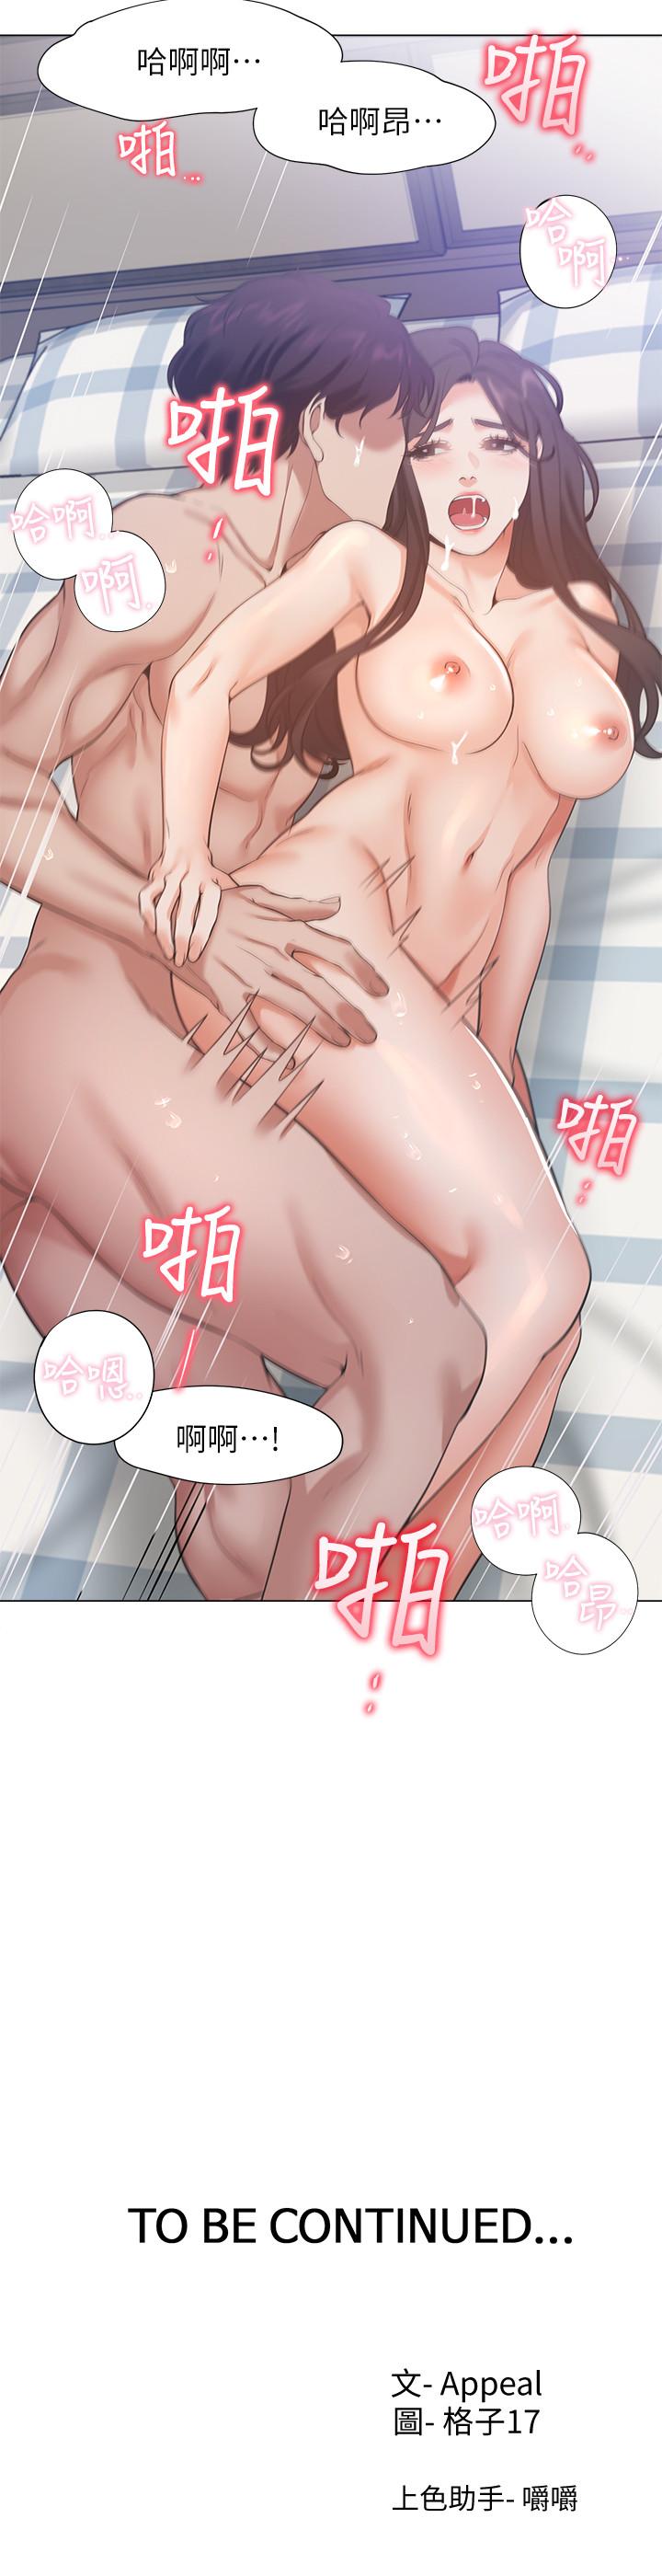 哈啊啊…
啪
哈啊昂…
啪
哈
啊
啪
哈啊
啊
啪
啪
哈嗯
啊啊…!
哈啊
哈
昂
啪
TO BE CONTINUED...
文- Appeal
圖- 格子17
上色助手- 嚼嚼